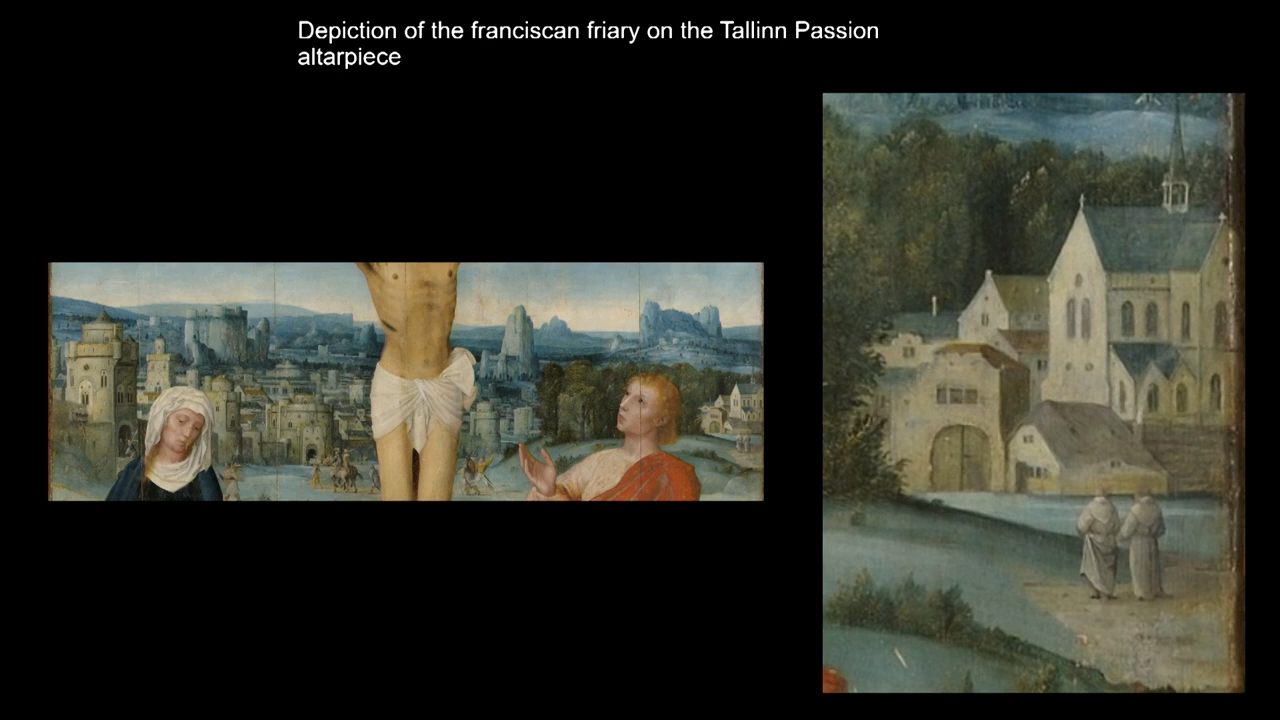 Depiction of the franciscan friary on the Tallinn Passion
altarpiece